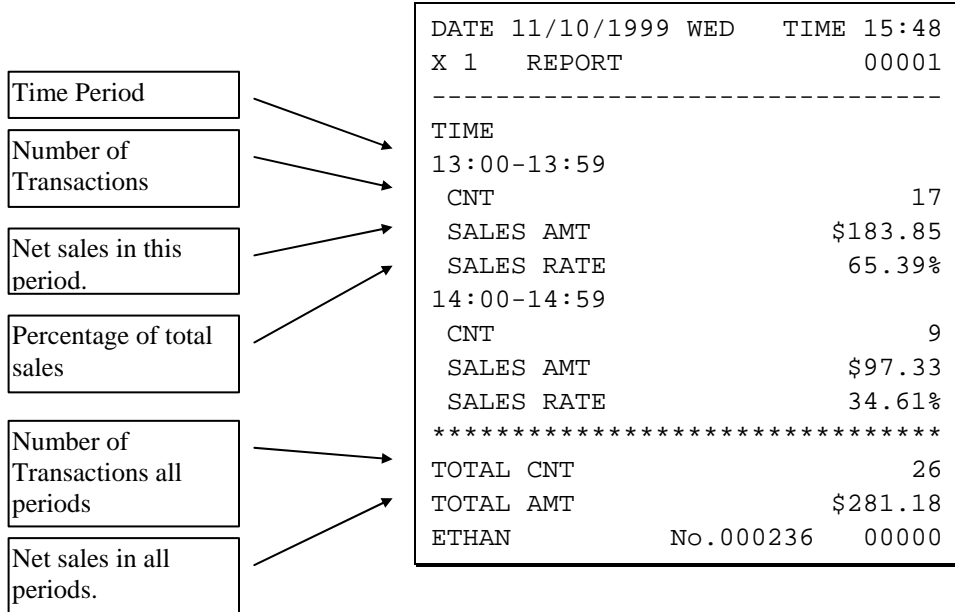 Time Period
Number of
Transactions
Net sales in this
period.
Percentage of total
sales
Number of
Transactions all
periods
Net sales in all
periods.
DATE 11/10/1999 WED TIME 15:48
X 1 REPORT 00001
--------------------------------
TIME
13:00-13:59
CNT 17
SALES AMT $183.85
SALES RATE 65.39%
14:00-14:59
CNT 9
SALES AMT $97.33
SALES RATE 34.61%
********************************
TOTAL CNT 26
TOTAL AMT $281.18
ETHAN No.000236 00000